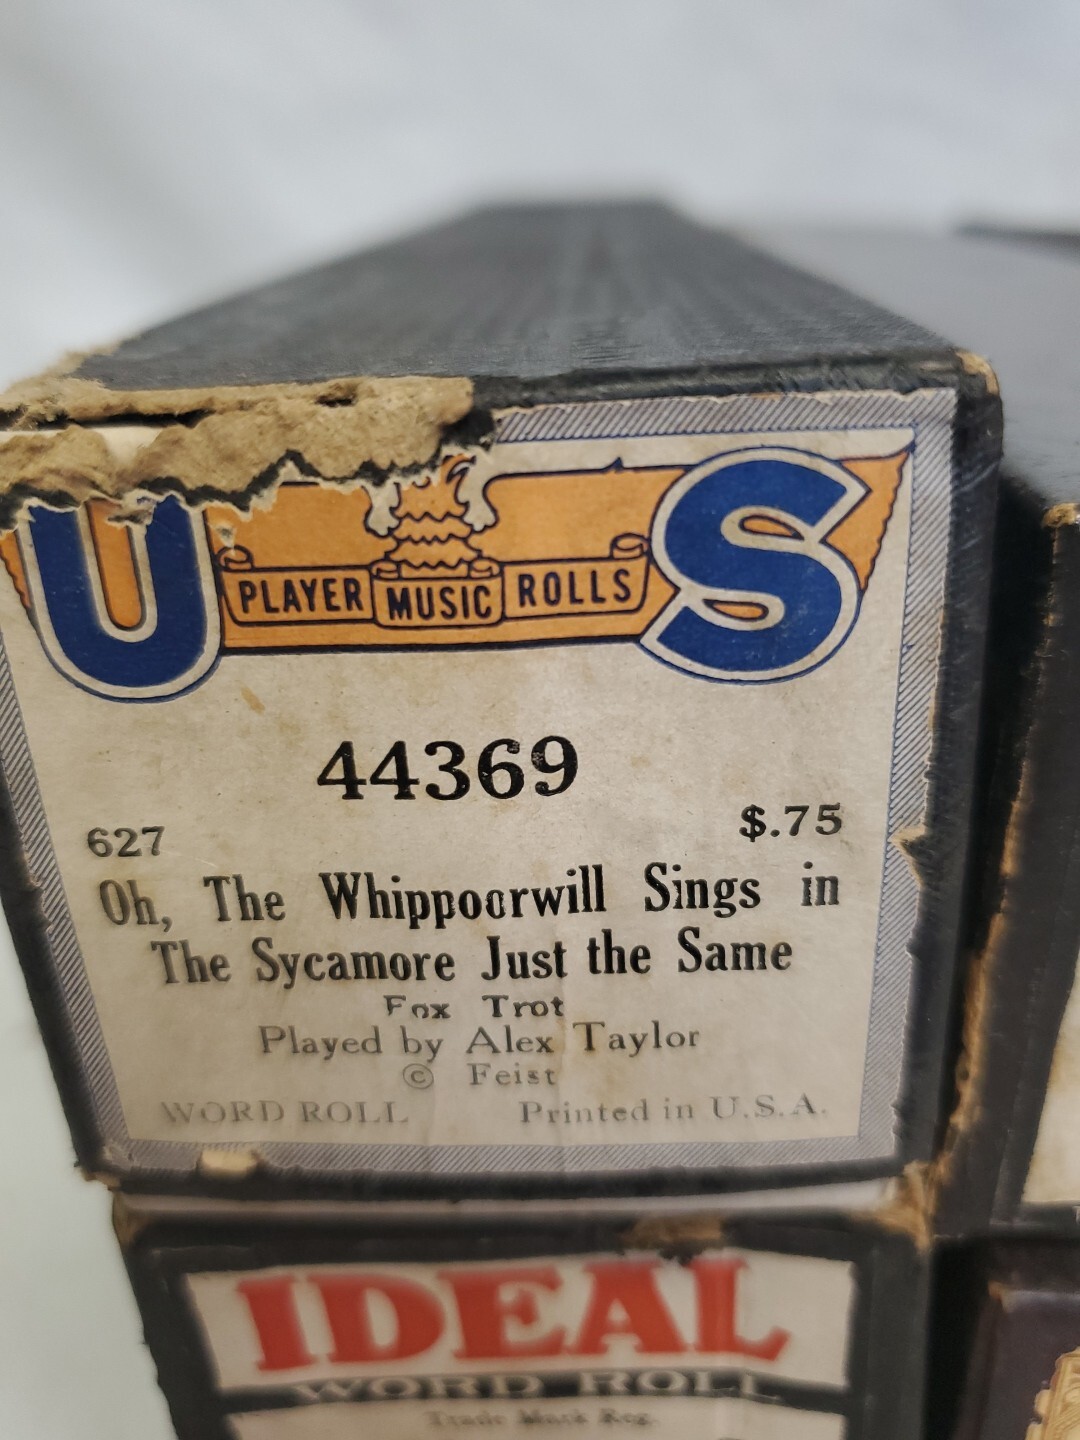 U PLAYER MUSIC ROLLS S
44369
627 $.75
Oh, The Whippoorwill Sings in
The Sycamore Just the Same
Fox Trot
Played by Alex Taylor
© Feist
WORD ROLL Printed in U.S.A.
IDEAL
WORD ROLL
Trade Mark Reg.